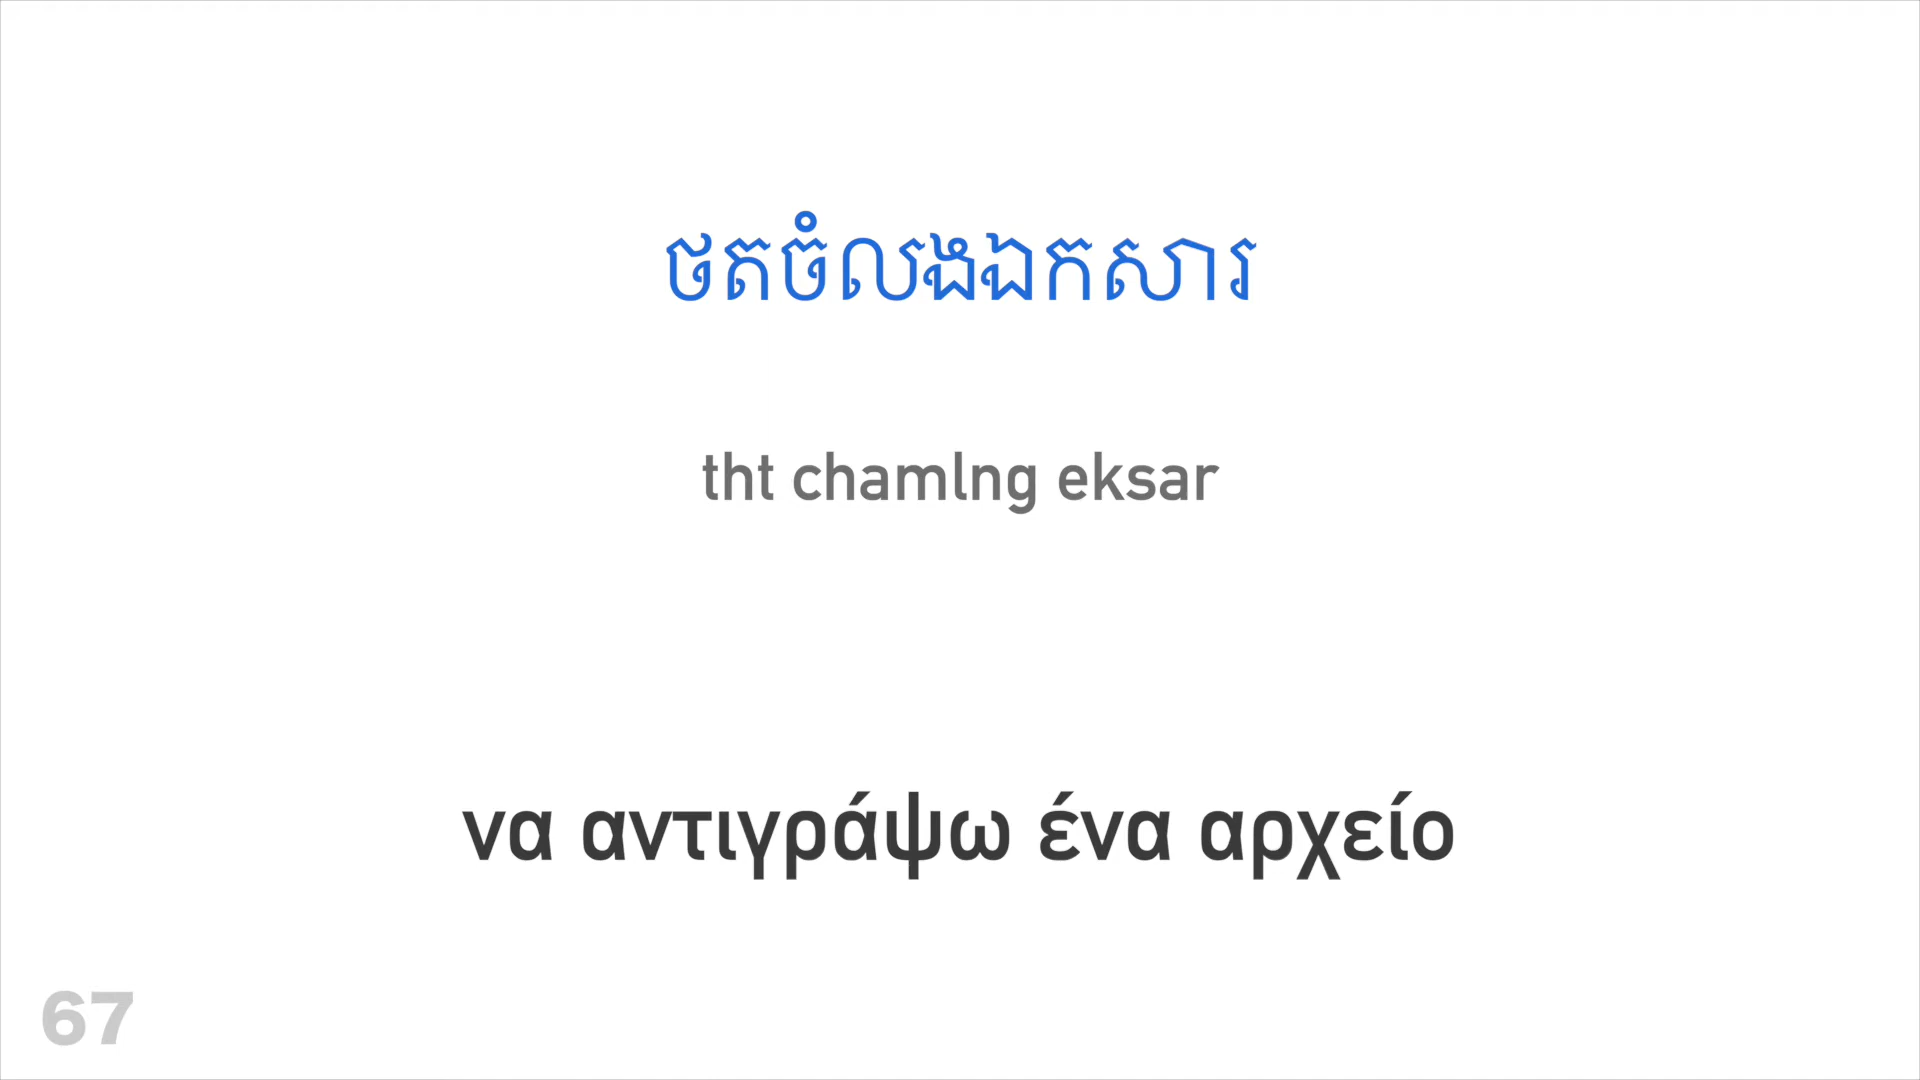 ថតចំលងឯកសារ
tht chamlng eksar
να αντιγράψω ένα αρχείο
67